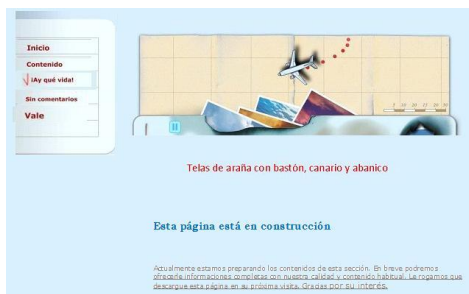 Inicio
Contenido
¡Ay qué vida!
Sin comentarios
Vale
Telas de araña con bastón, canario y abanico
Esta página está en construcción
Actualmente estamos preparando los contenidos de esta sección. En breve podremos
ofrecerle informaciones completas con nuestra calidad y contenido habitual. Le rogamos que
descargue esta página en su próxima visita. Gracias por su interés.